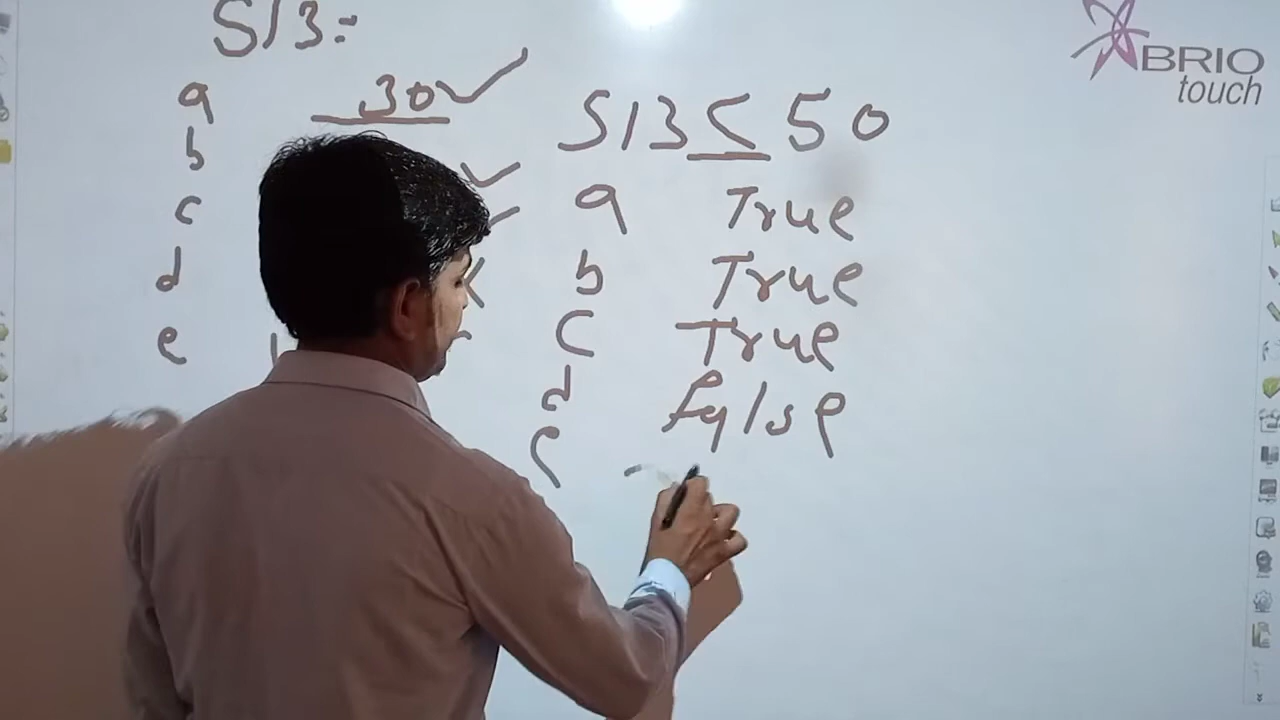 S13=
a 30✓
b
c
d
e
S13 < 50
a True
b True
c True
d false
e
BRIO
touch